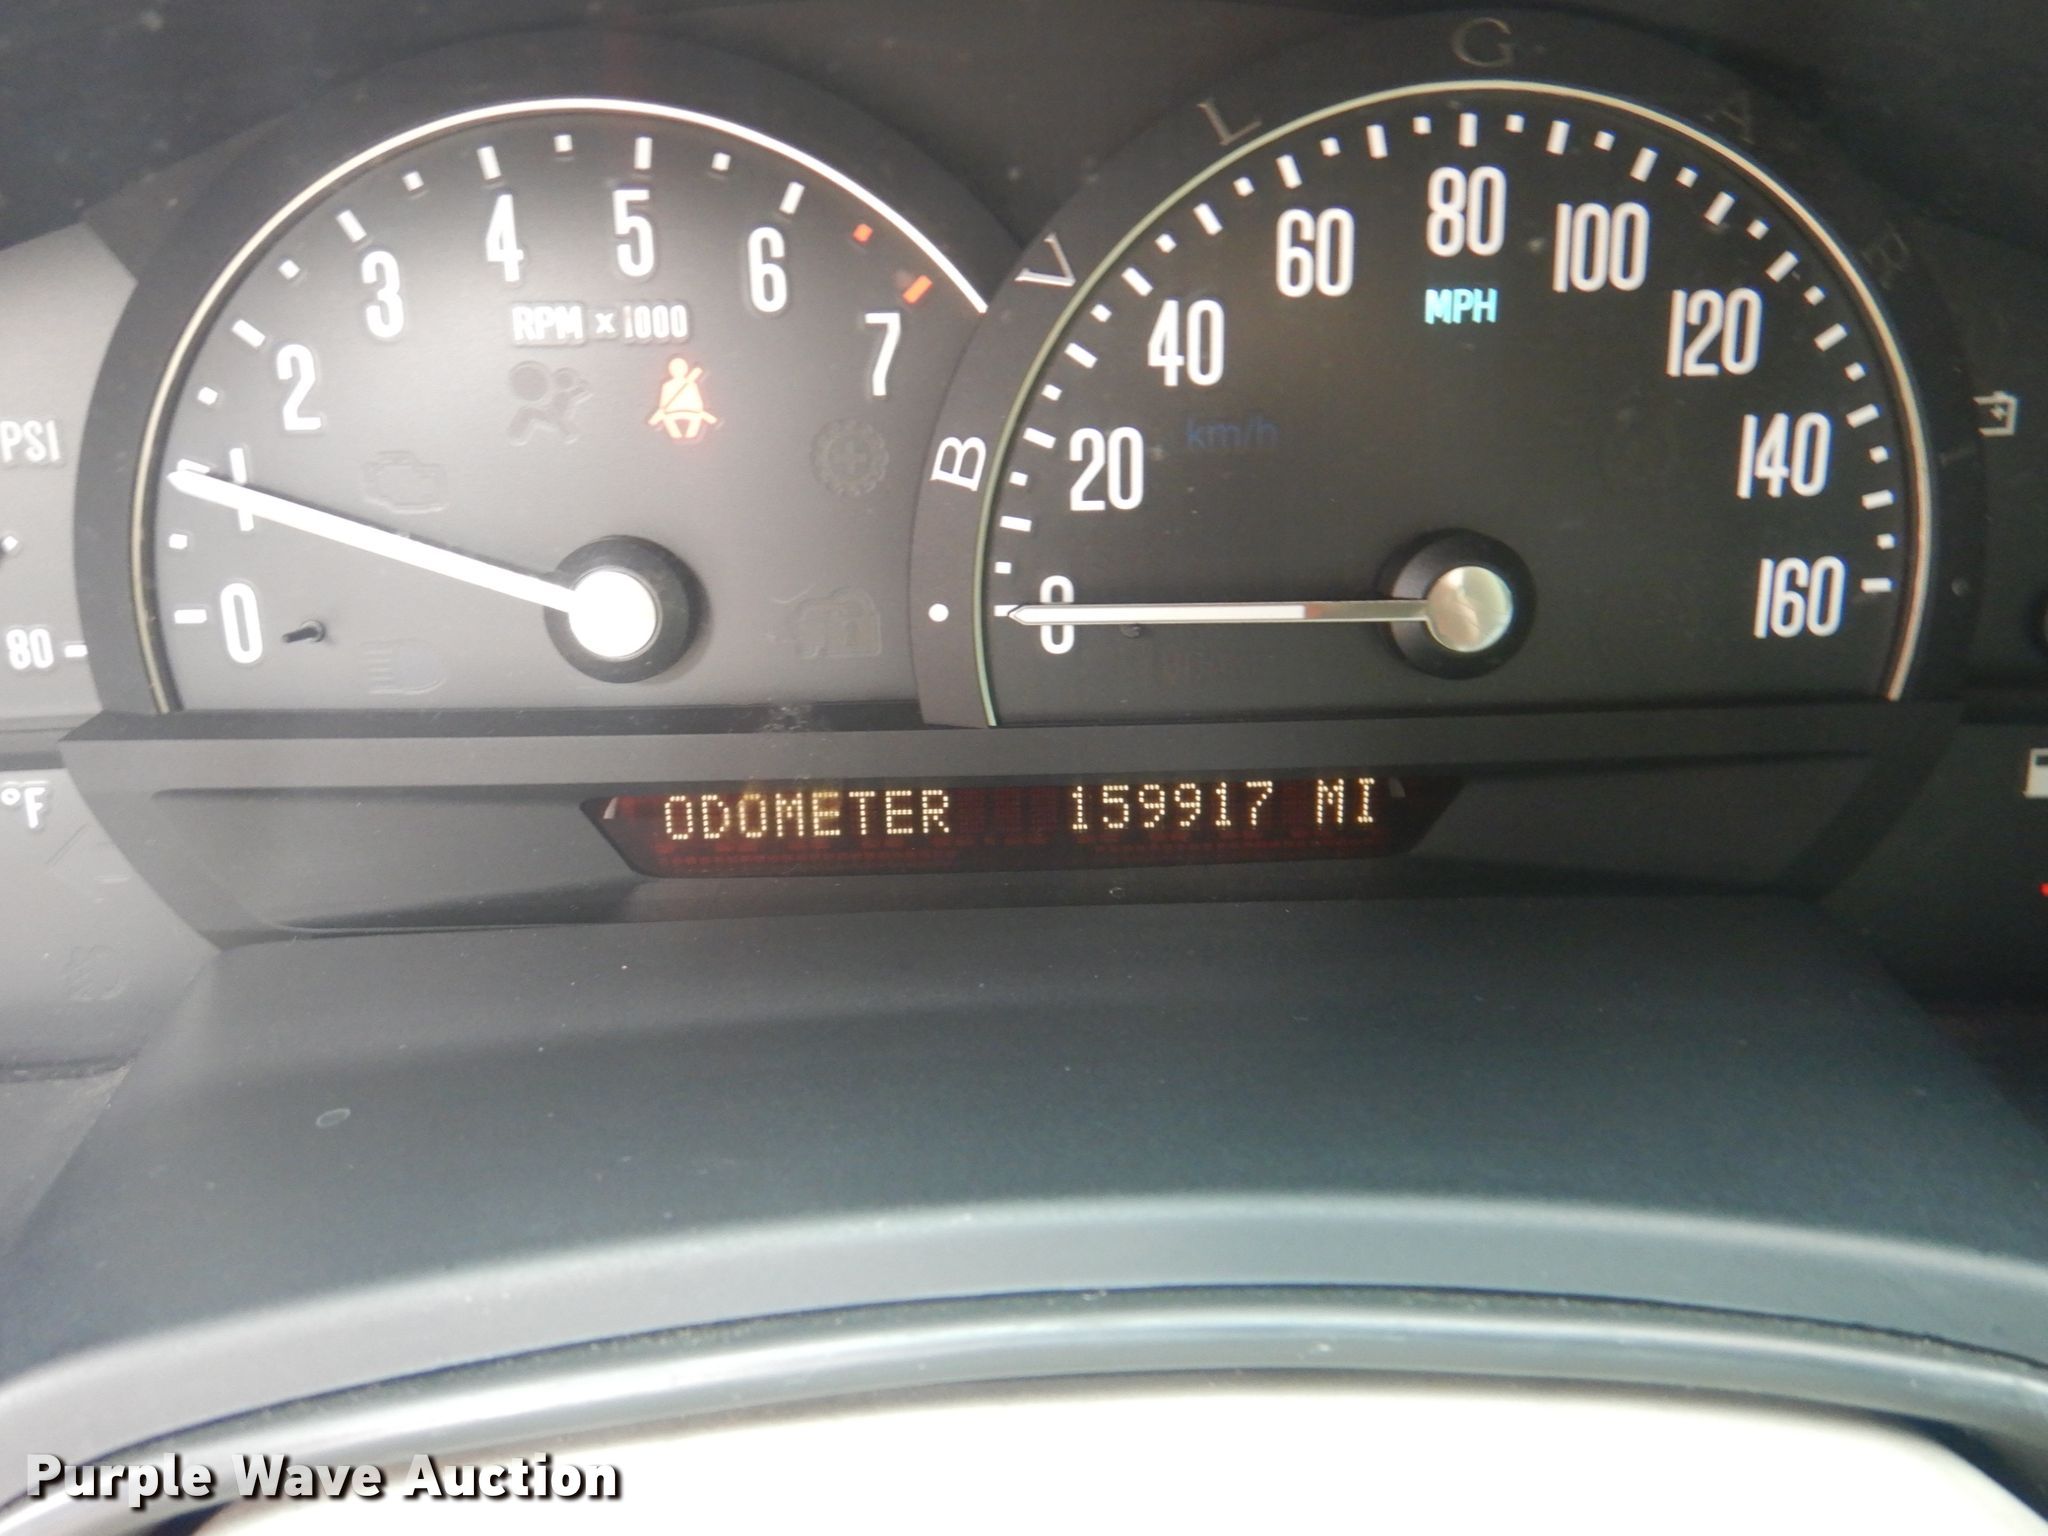 0 1 2 3 4 5 6 7
RPM x 1000
PSI
80
°F
B V L G
0 20 40 60 80 100 120 140 160
MPH
km/h
ODOMETER 159917 MI
Purple Wave Auction